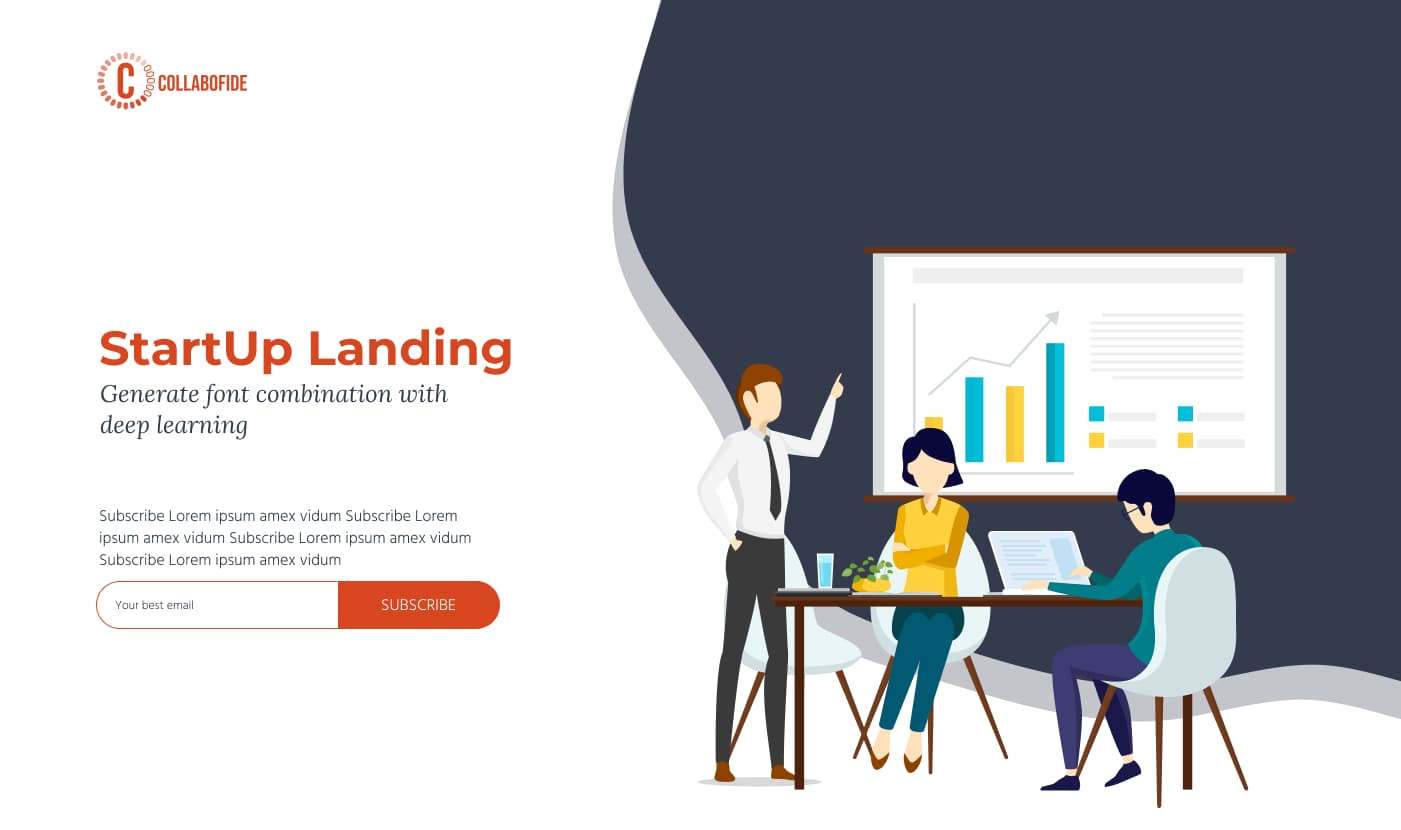 C COLLABOFIDE
StartUp Landing
Generate font combination with
deep learning
Subscribe Lorem ipsum amex vidum Subscribe Lorem
ipsum amex vidum Subscribe Lorem ipsum amex vidum
Subscribe Lorem ipsum amex vidum
Your best email
SUBSCRIBE